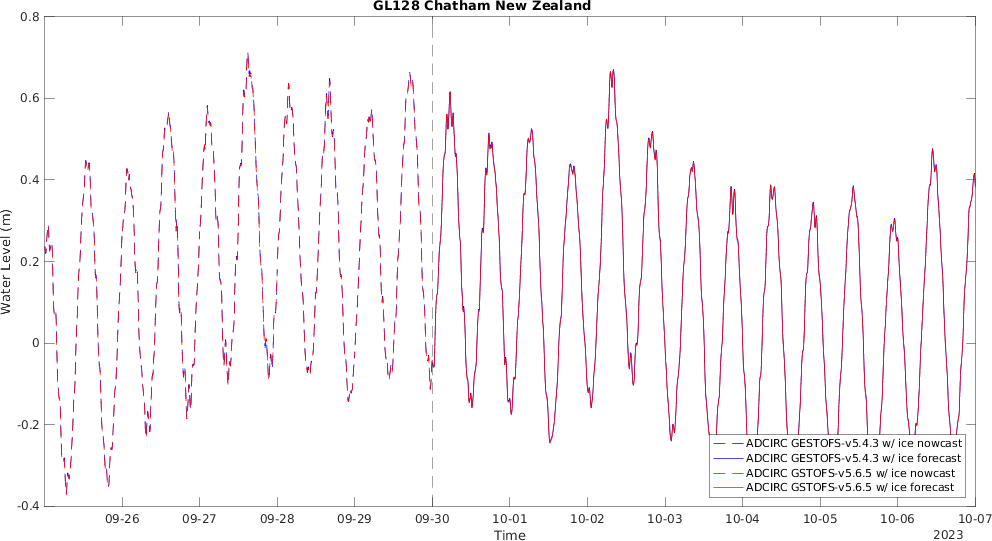 GL128 Chatham New Zealand
0.8
0.6
0.4
0.2
0
-0.2
-0.4
Water Level (m)
ADCIRC GESTOFS-v5.4.3 w/ ice nowcast
ADCIRC GESTOFS-v5.4.3 w/ ice forecast
ADCIRC GSTOFS-v5.6.5 w/ ice nowcast
ADCIRC GSTOFS-v5.6.5 w/ ice forecast
09-26 09-27 09-28 09-29 09-30 10-01 10-02 10-03 10-04 10-05 10-06 10-07
Time
2023